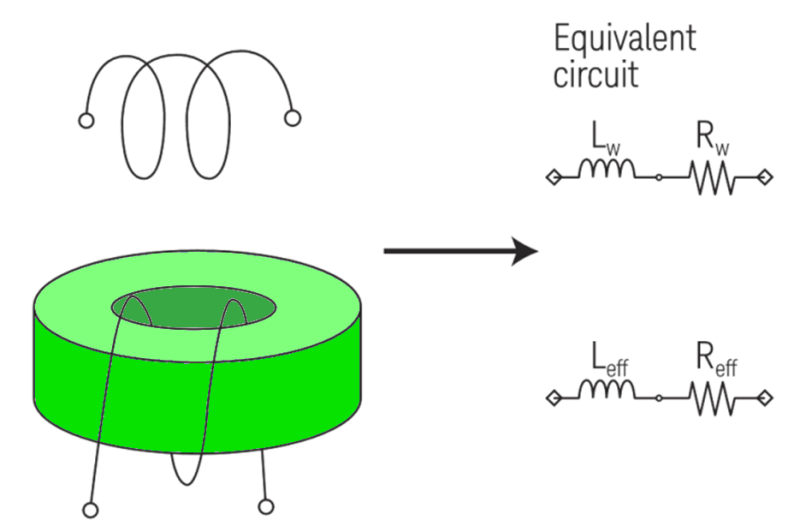 Equivalent
circuit
Lw Rw
Leff Reff